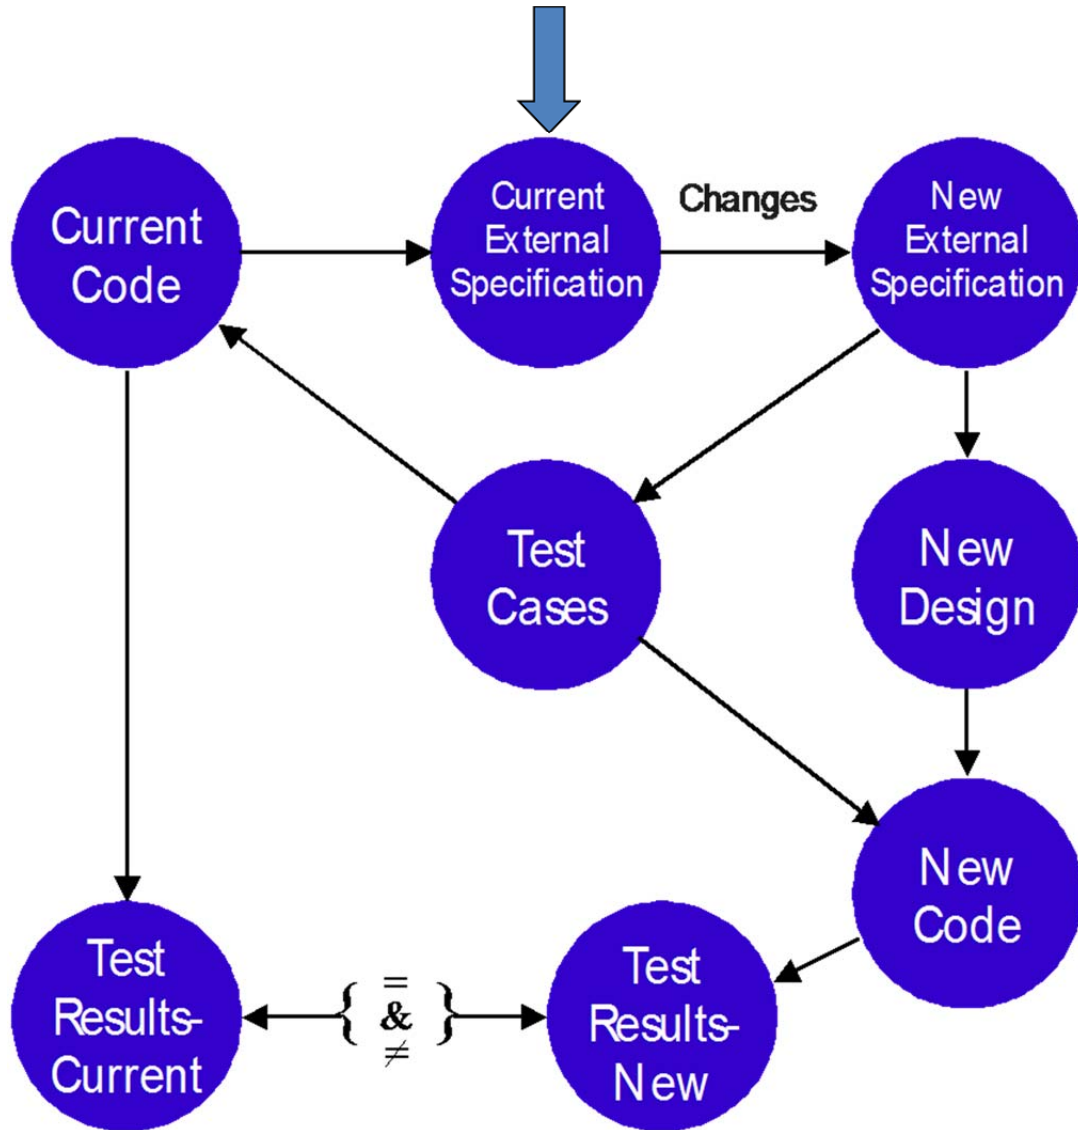 Current
Code
Current
External
Specification
Changes
New
External
Specification
Test
Cases
New
Design
New
Code
Test
Results-
Current
{ = & ≠ }
Test
Results-
New